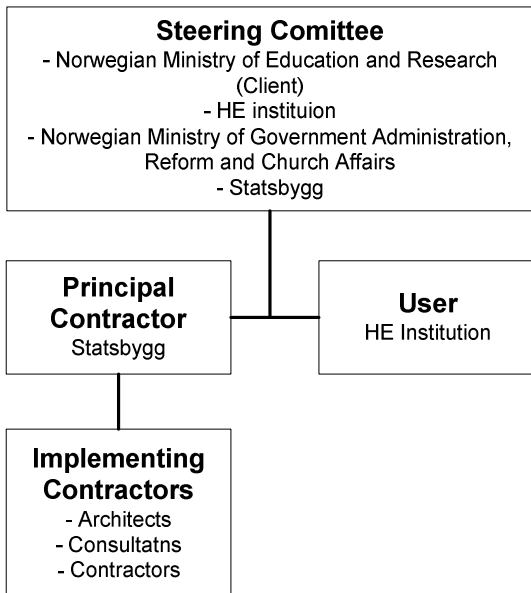 Steering Comittee
- Norwegian Ministry of Education and Research
(Client)
- HE instituion
- Norwegian Ministry of Government Administration,
Reform and Church Affairs
- Statsbygg
Principal
Contractor
Statsbygg
User
HE Institution
Implementing
Contractors
- Architects
- Consultatns
- Contractors